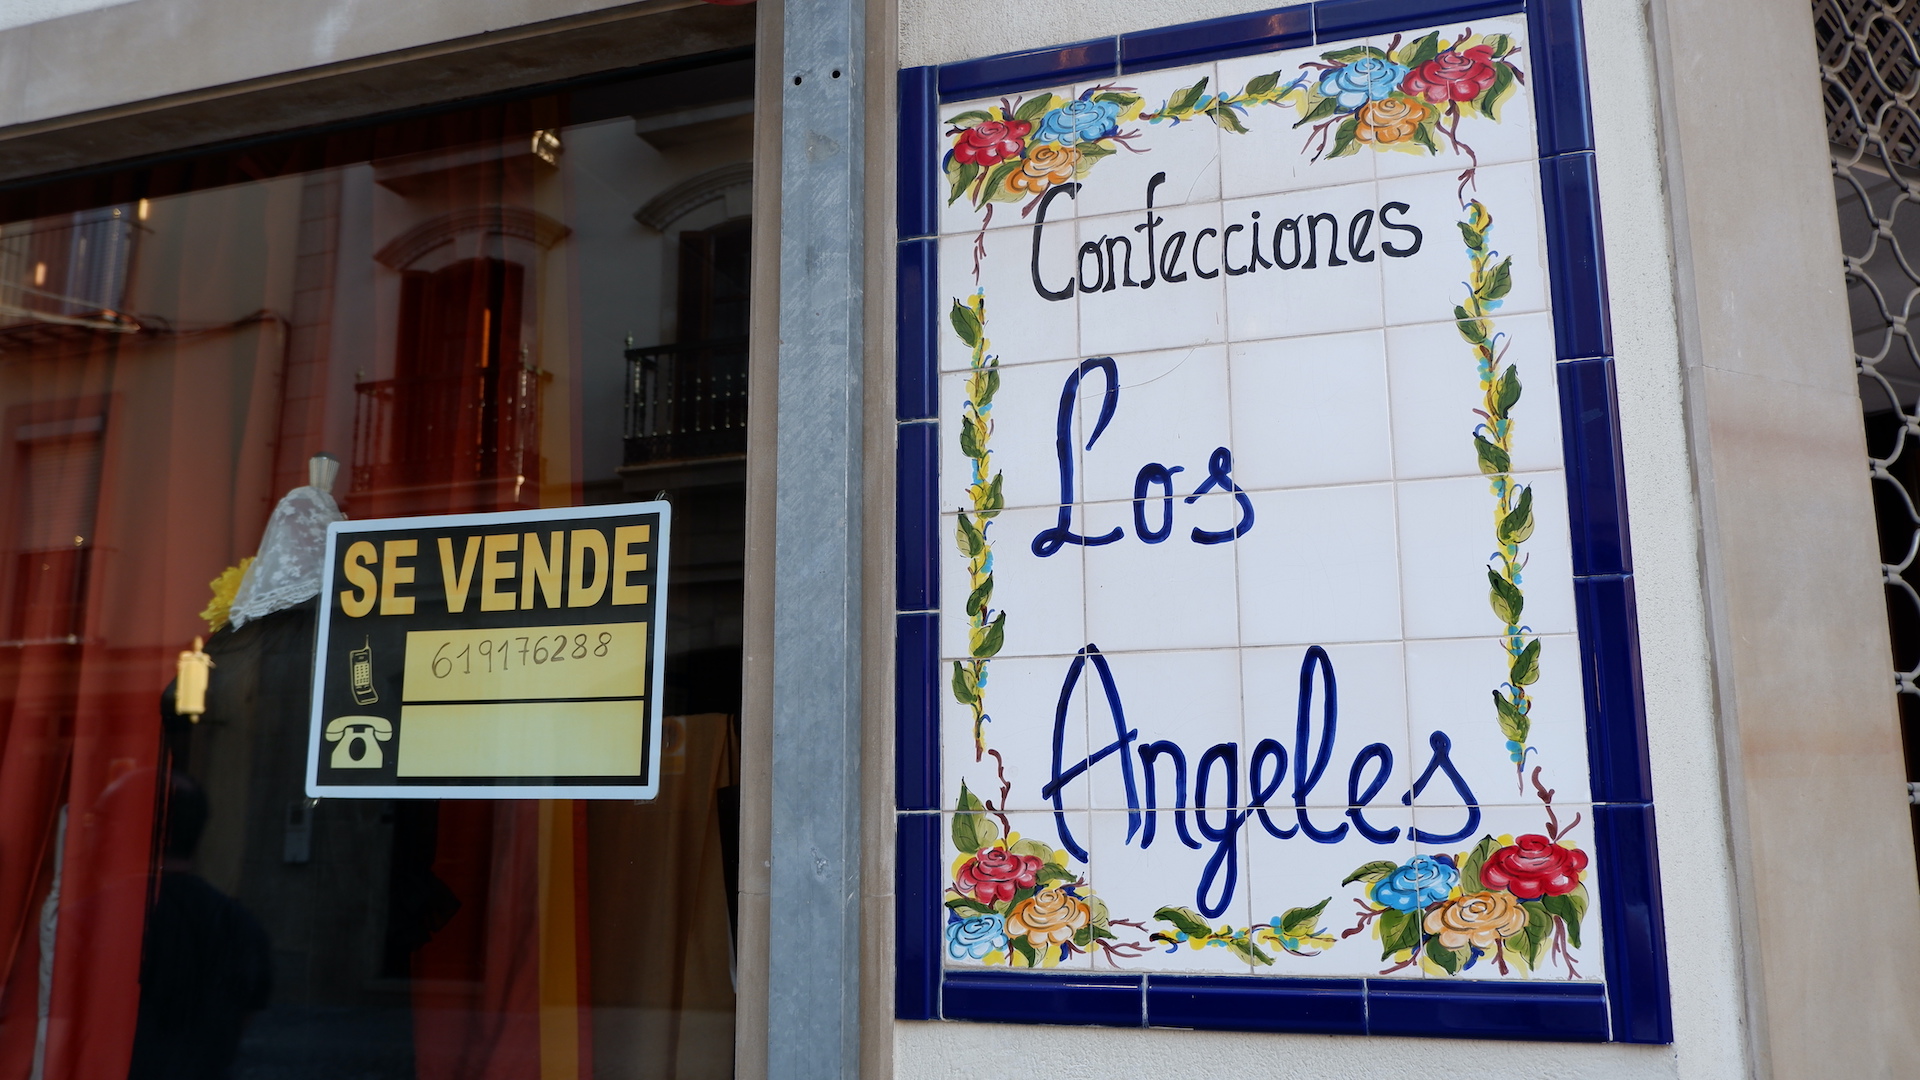 SE VENDE
619176288
Confecciones
Los
Angeles